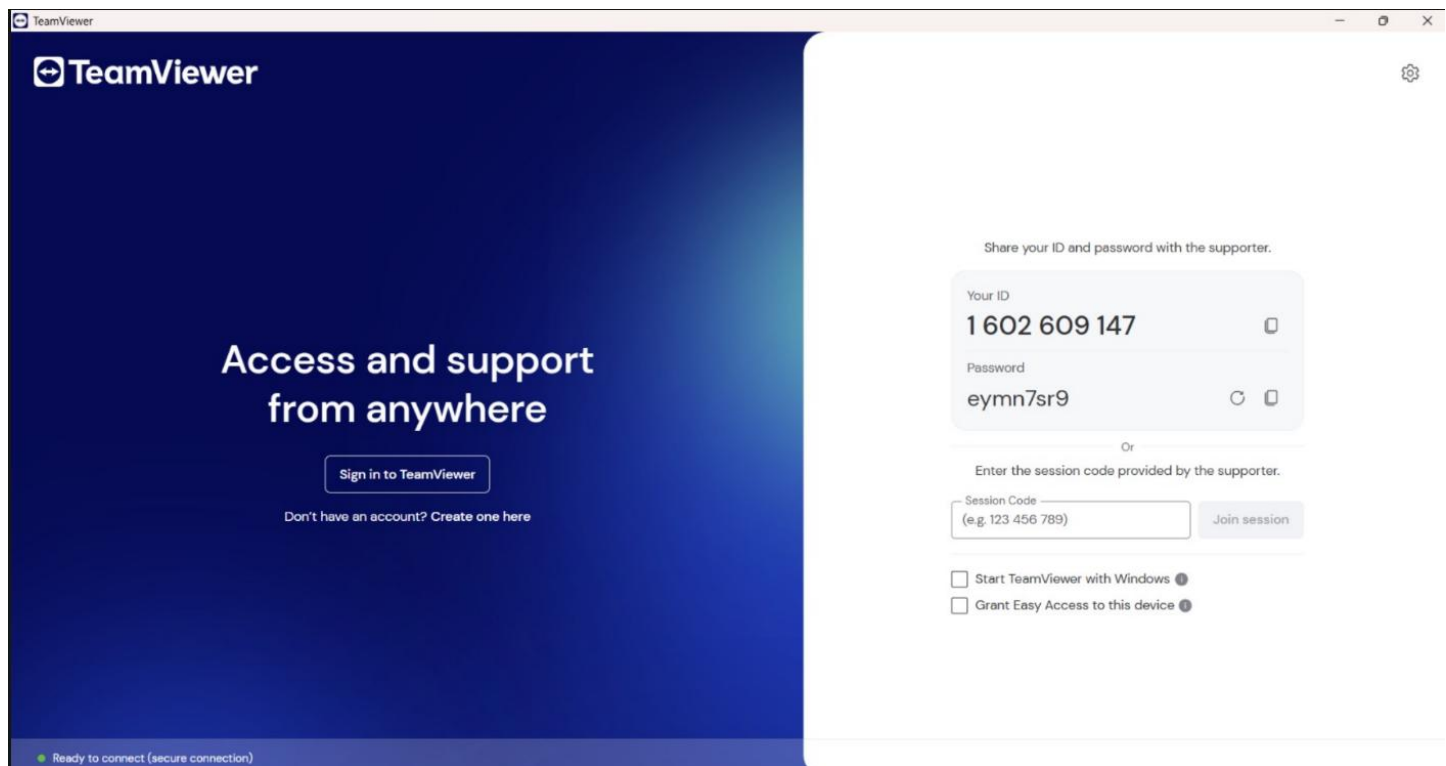 TeamViewer
TeamViewer
Access and support
from anywhere
Sign in to TeamViewer
Don't have an account? Create one here
Ready to connect (secure connection)
Share your ID and password with the supporter.
Your ID
1 602 609 147
Password
eymn7sr9
Or
Enter the session code provided by the supporter.
Session Code
(e.g. 123 456 789)
Join session
Start TeamViewer with Windows
Grant Easy Access to this device